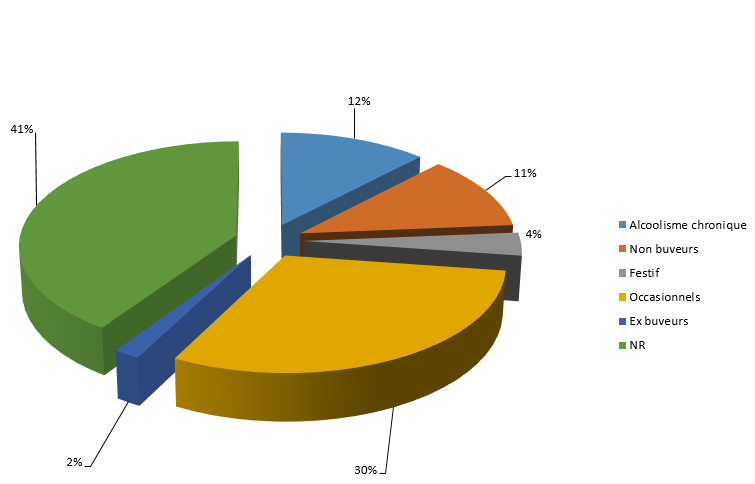 12%
41%
11%
4%
2%
30%
Alcoolisme chronique
Non buveurs
Festif
Occasionnels
Ex buveurs
NR